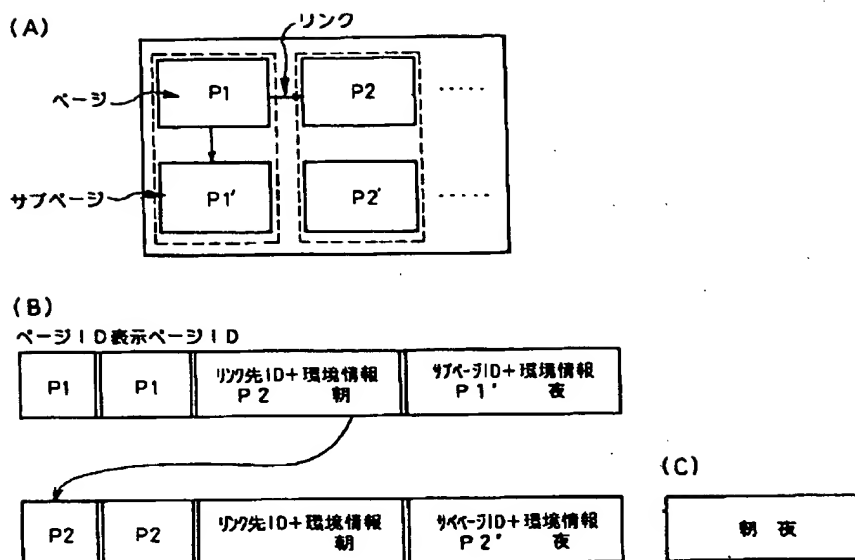 (A)
リンク
ページ
P1
P2
.....
サブページ
P1′
P2′
.....
(B)
ページID表示ページID
P1
P1
リンク先ID+環境情報
P2 朝
サブページID+環境情報
P1′ 夜
P2
P2
リンク先ID+環境情報
朝
サベページID+環境情報
P2′ 夜
(C)
朝 夜